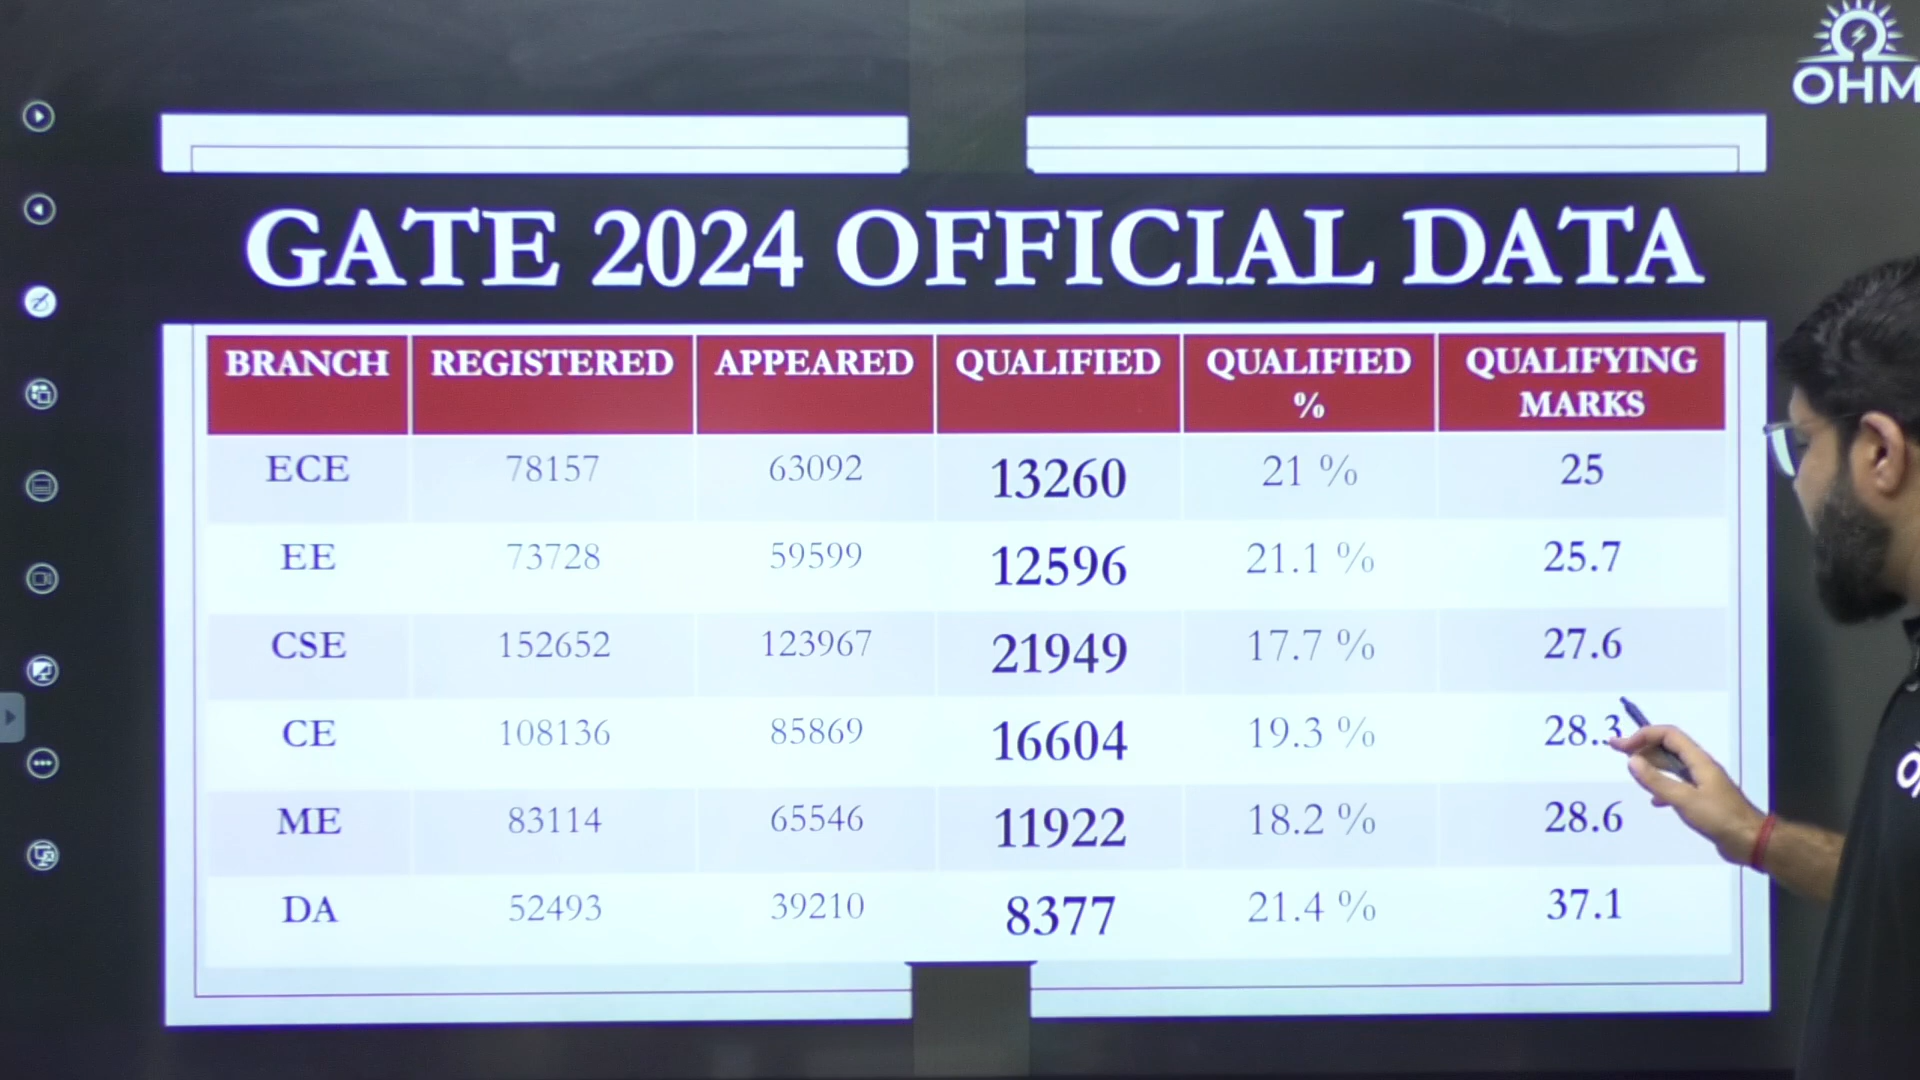 OHM
GATE 2024 OFFICIAL DATA
BRANCH REGISTERED APPEARED QUALIFIED QUALIFIED % QUALIFYING MARKS
ECE 78157 63092 13260 21 % 25
EE 73728 59599 12596 21.1 % 25.7
CSE 152652 123967 21949 17.7 % 27.6
CE 108136 85869 16604 19.3 % 28.3
ME 83114 65546 11922 18.2 % 28.6
DA 52493 39210 8377 21.4 % 37.1